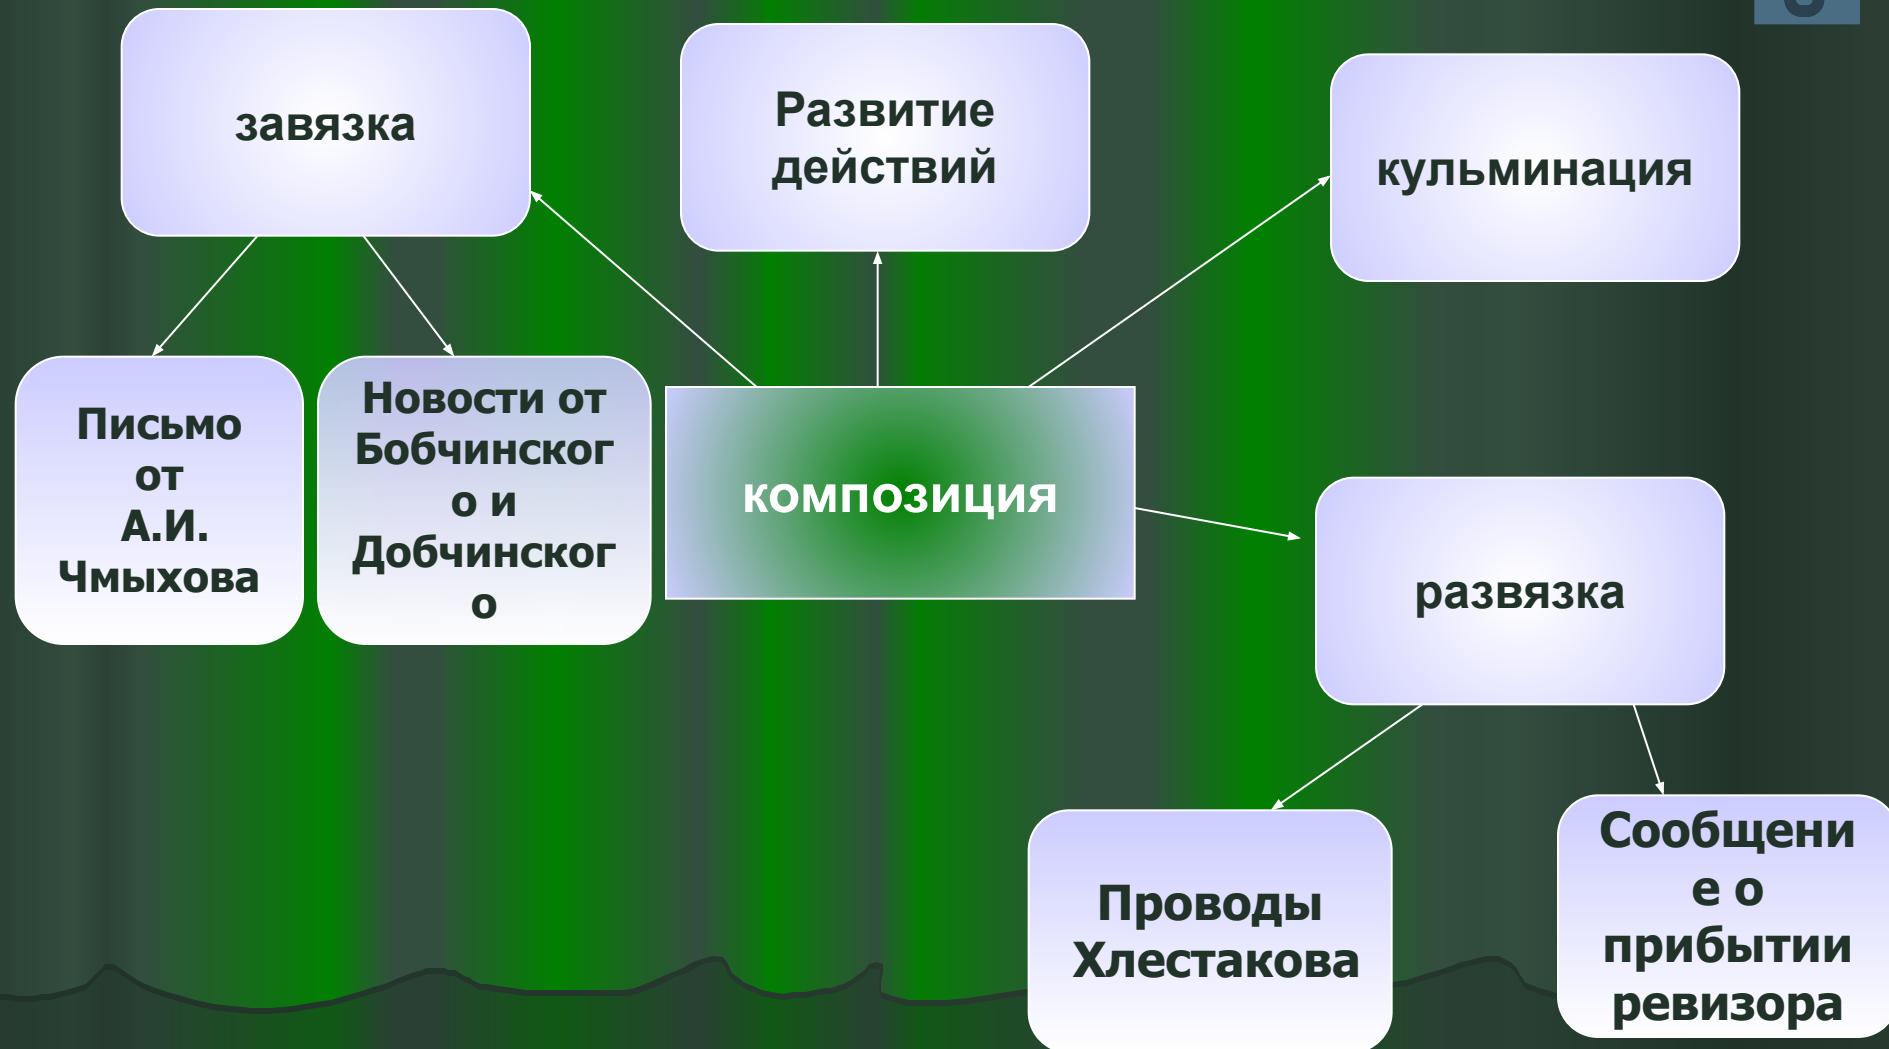 завязка
Развитие
действий
кульминация
Письмо
от
А.И.
Чмыхова
Новости от
Бобчинског
о и
Добчинског
о
композиция
развязка
Проводы
Хлестакова
Сообщени
е о
прибытии
ревизора